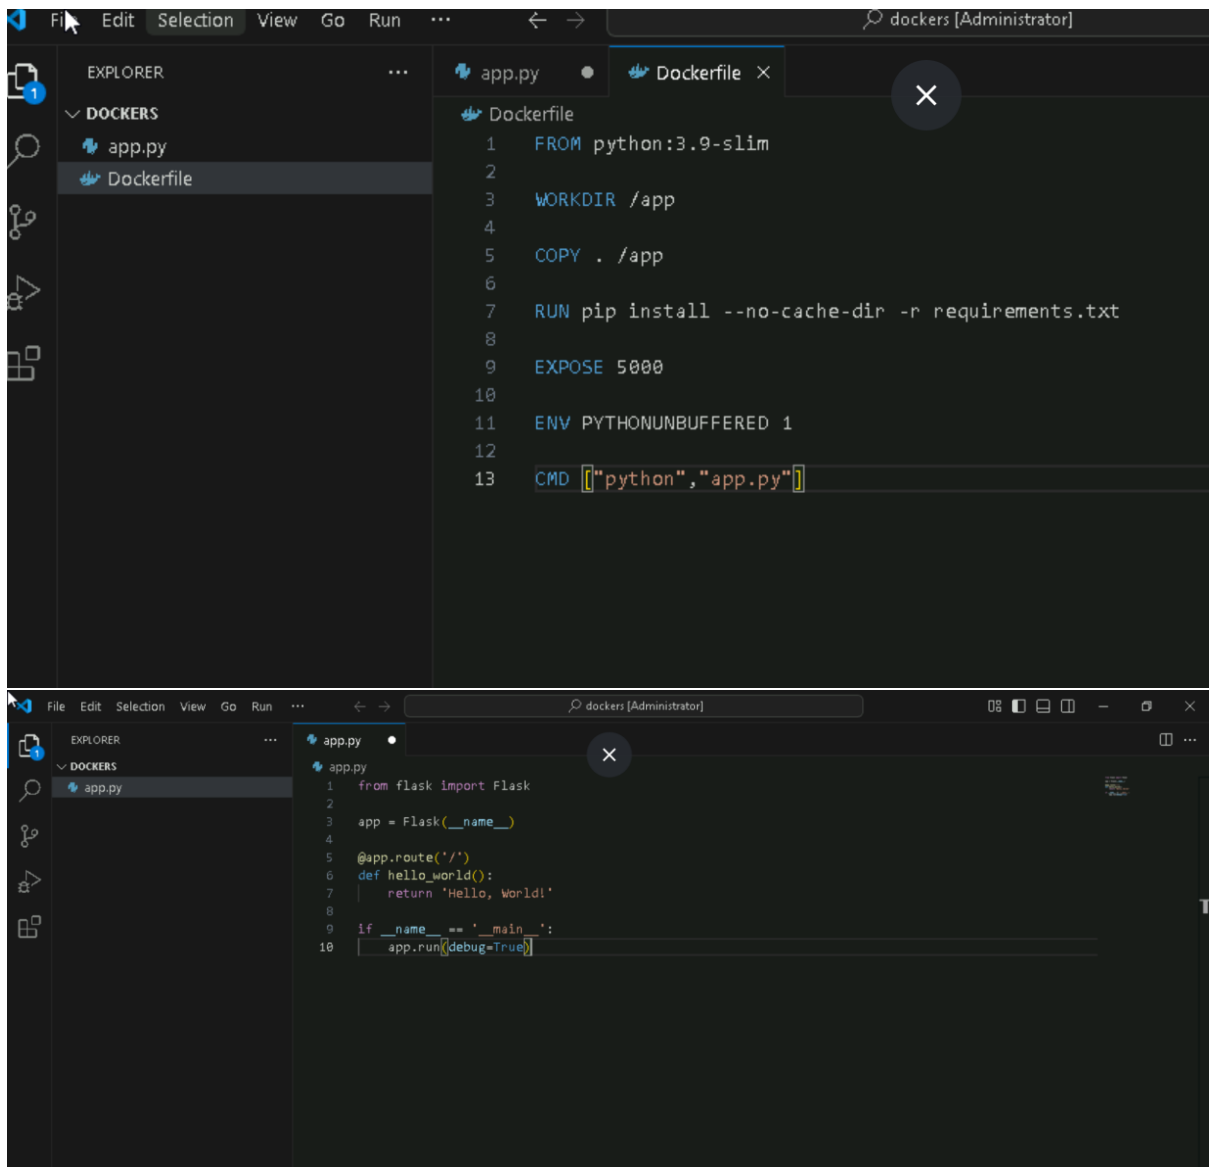 File Edit Selection View Go Run ··· dockers [Administrator]
EXPLORER ···
app.py Dockerfile
1
DOCKERS
Dockerfile
app.py
Dockerfile
1 FROM python:3.9-slim
2
3 WORKDIR /app
4
5 COPY . /app
6
7 RUN pip install --no-cache-dir -r requirements.txt
8
9 EXPOSE 5000
10
11 ENV PYTHONUNBUFFERED 1
12
13 CMD ["python","app.py"]
File Edit Selection View Go Run ··· dockers [Administrator]
EXPLORER ···
app.py
1
DOCKERS
app.py
app.py
1 from flask import Flask
2
3 app = Flask(__name__)
4
5 @app.route('/')
6 def hello_world():
7 return 'Hello, World!'
8
9 if __name__ == '__main__':
10 app.run(debug=True)